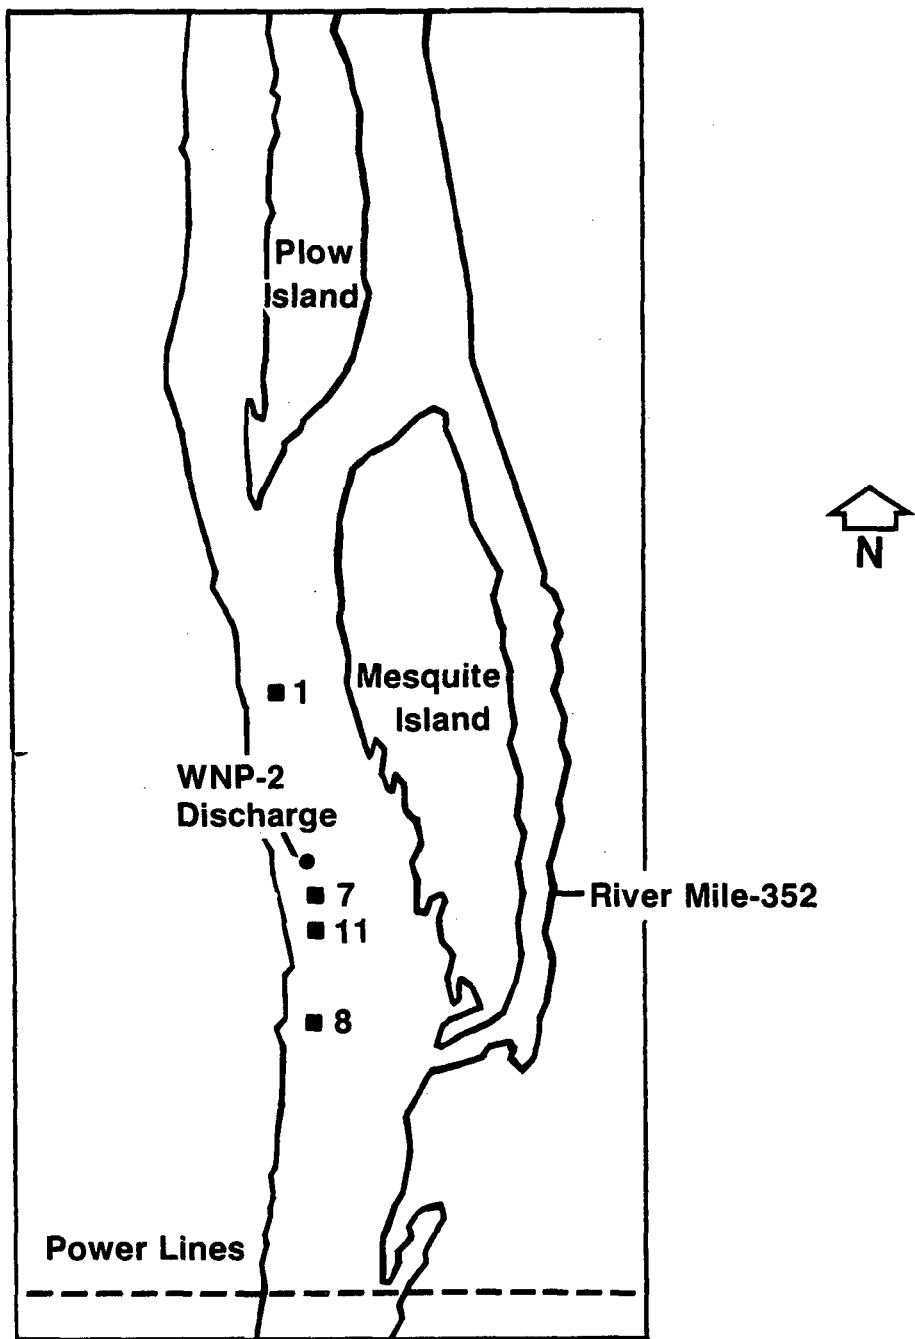 Plow
Island
N
Mesquite
Island
1
WNP-2
Discharge
7
River Mile-352
11
8
Power Lines